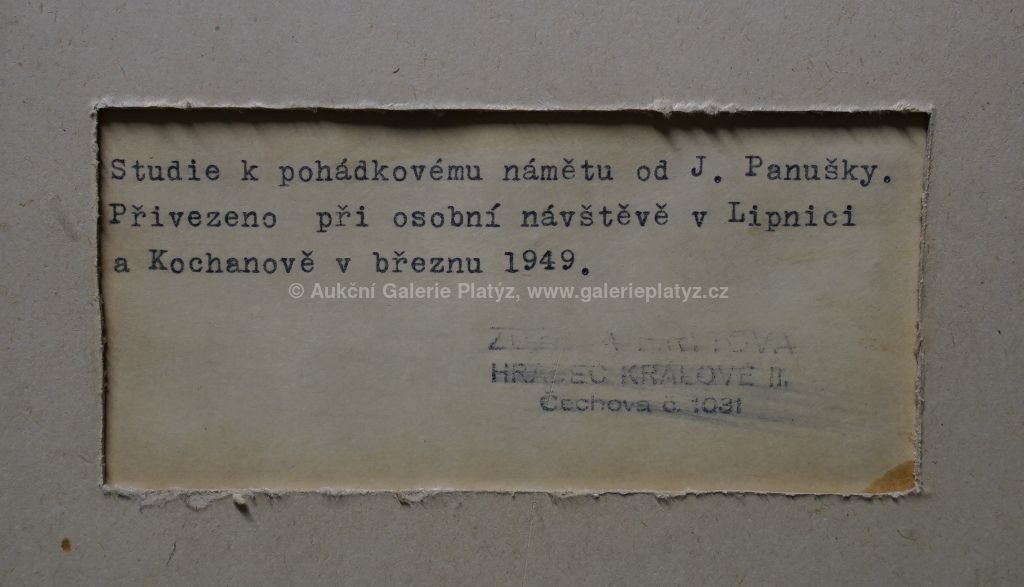 Studie k pohádkovému námětu od J. Panušky.
Přivezeno při osobní návštěvě v Lipnici
a Kochanově v březnu 1949.
© Aukční Galerie Platýz, www.galerieplatyz.cz
HRADEC KRÁLOVÉ II.
Čechova č. 1031